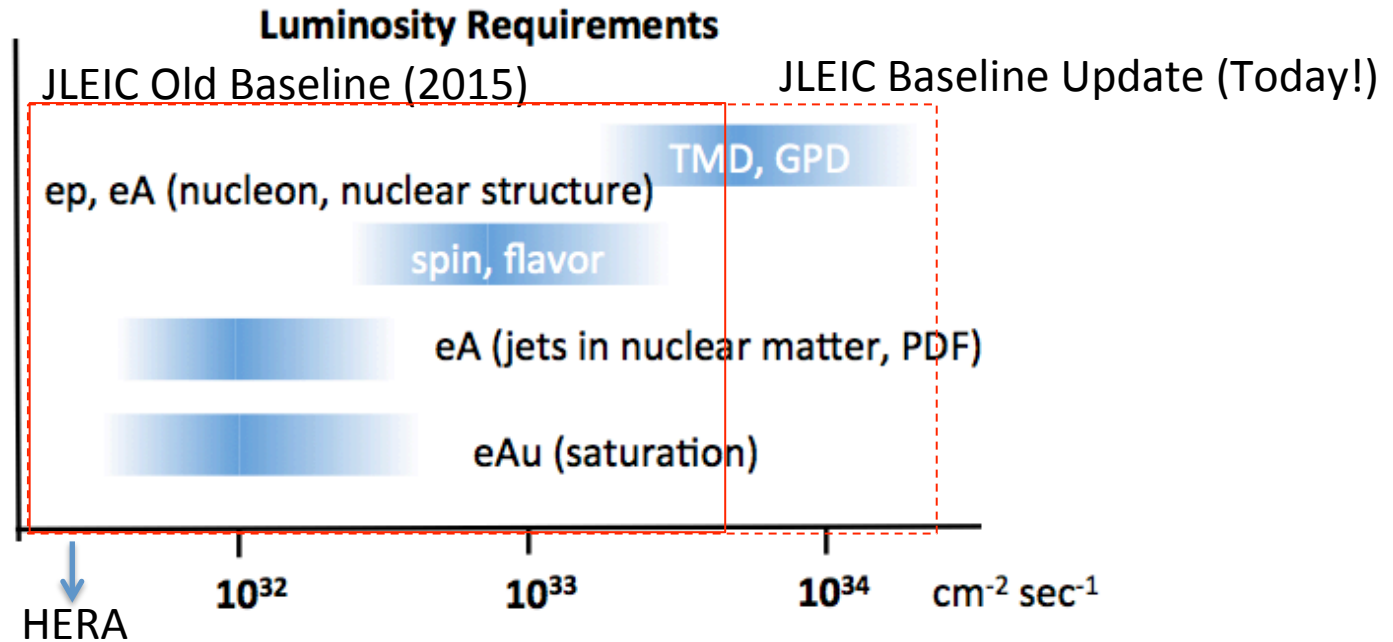 Luminosity Requirements
JLEIC Old Baseline (2015)
JLEIC Baseline Update (Today!)
TMD, GPD
ep, eA (nucleon, nuclear structure)
spin, flavor
eA (jets in nuclear matter, PDF)
eAu (saturation)
10³² 10³³ 10³⁴ cm⁻² sec⁻¹
HERA